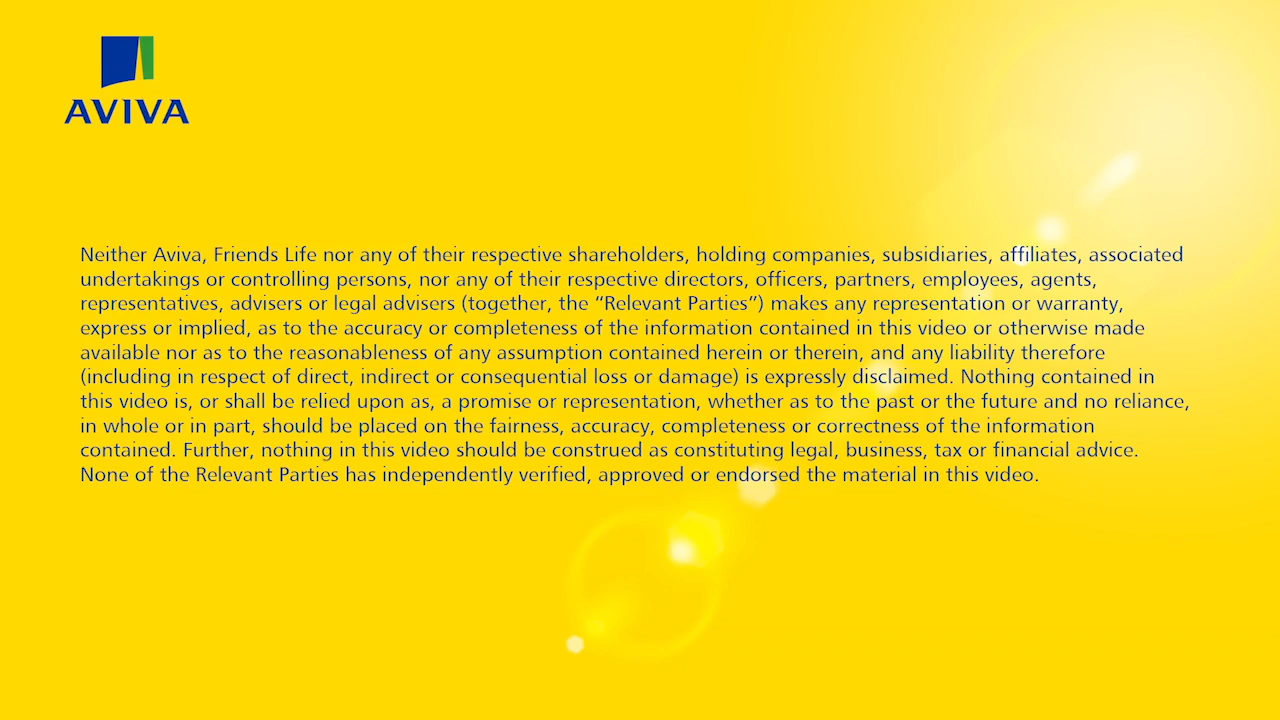 AVIVA
Neither Aviva, Friends Life nor any of their respective shareholders, holding companies, subsidiaries, affiliates, associated
undertakings or controlling persons, nor any of their respective directors, officers, partners, employees, agents,
representatives, advisers or legal advisers (together, the “Relevant Parties”) makes any representation or warranty,
express or implied, as to the accuracy or completeness of the information contained in this video or otherwise made
available nor as to the reasonableness of any assumption contained herein or therein, and any liability therefore
(including in respect of direct, indirect or consequential loss or damage) is expressly disclaimed. Nothing contained in
this video is, or shall be relied upon as, a promise or representation, whether as to the past or the future and no reliance,
in whole or in part, should be placed on the fairness, accuracy, completeness or correctness of the information
contained. Further, nothing in this video should be construed as constituting legal, business, tax or financial advice.
None of the Relevant Parties has independently verified, approved or endorsed the material in this video.